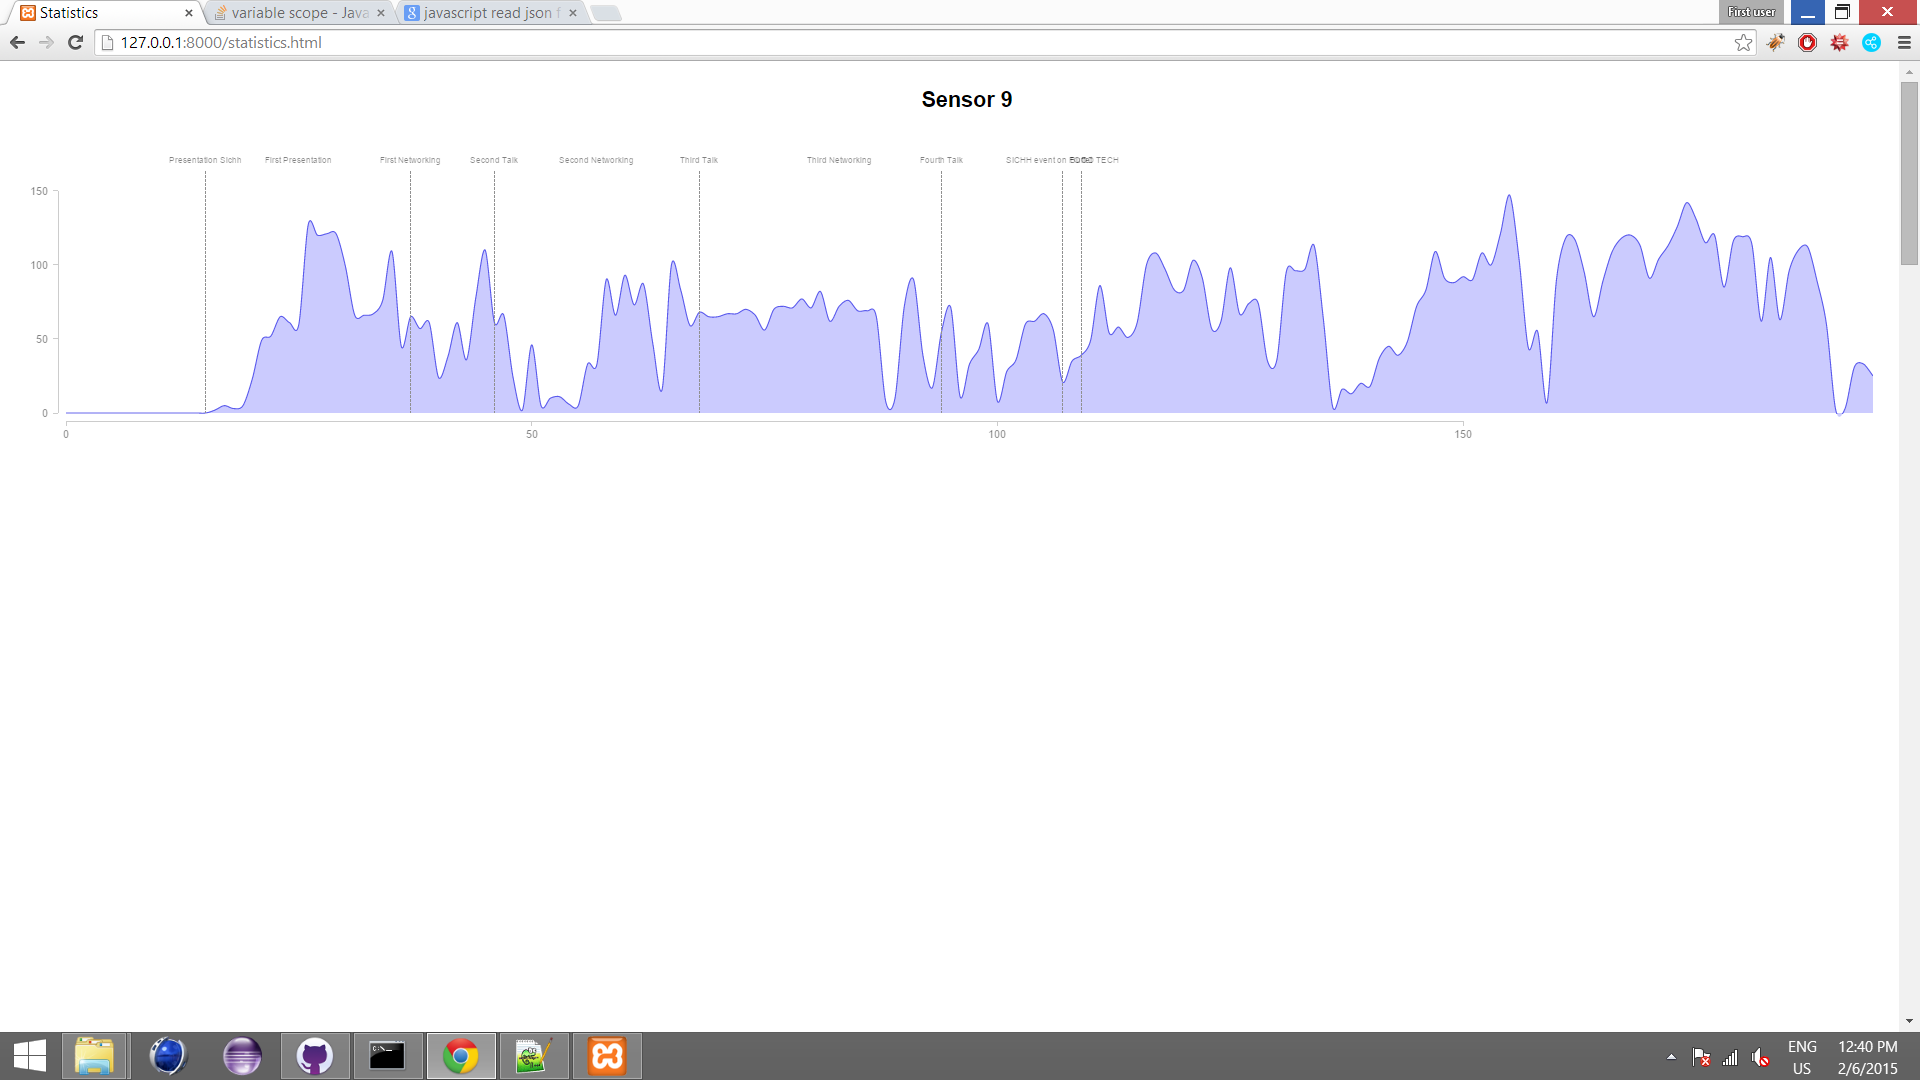 Statistics
variable scope - Java
javascript read json f
First user
127.0.0.1:8000/statistics.html
Sensor 9
Presentation Sichh
First Presentation
First Networking
Second Talk
Second Networking
Third Talk
Third Networking
Fourth Talk
SICHH event on
TECH
150
100
50
0
0
50
100
150
ENG
US
12:40 PM
2/6/2015